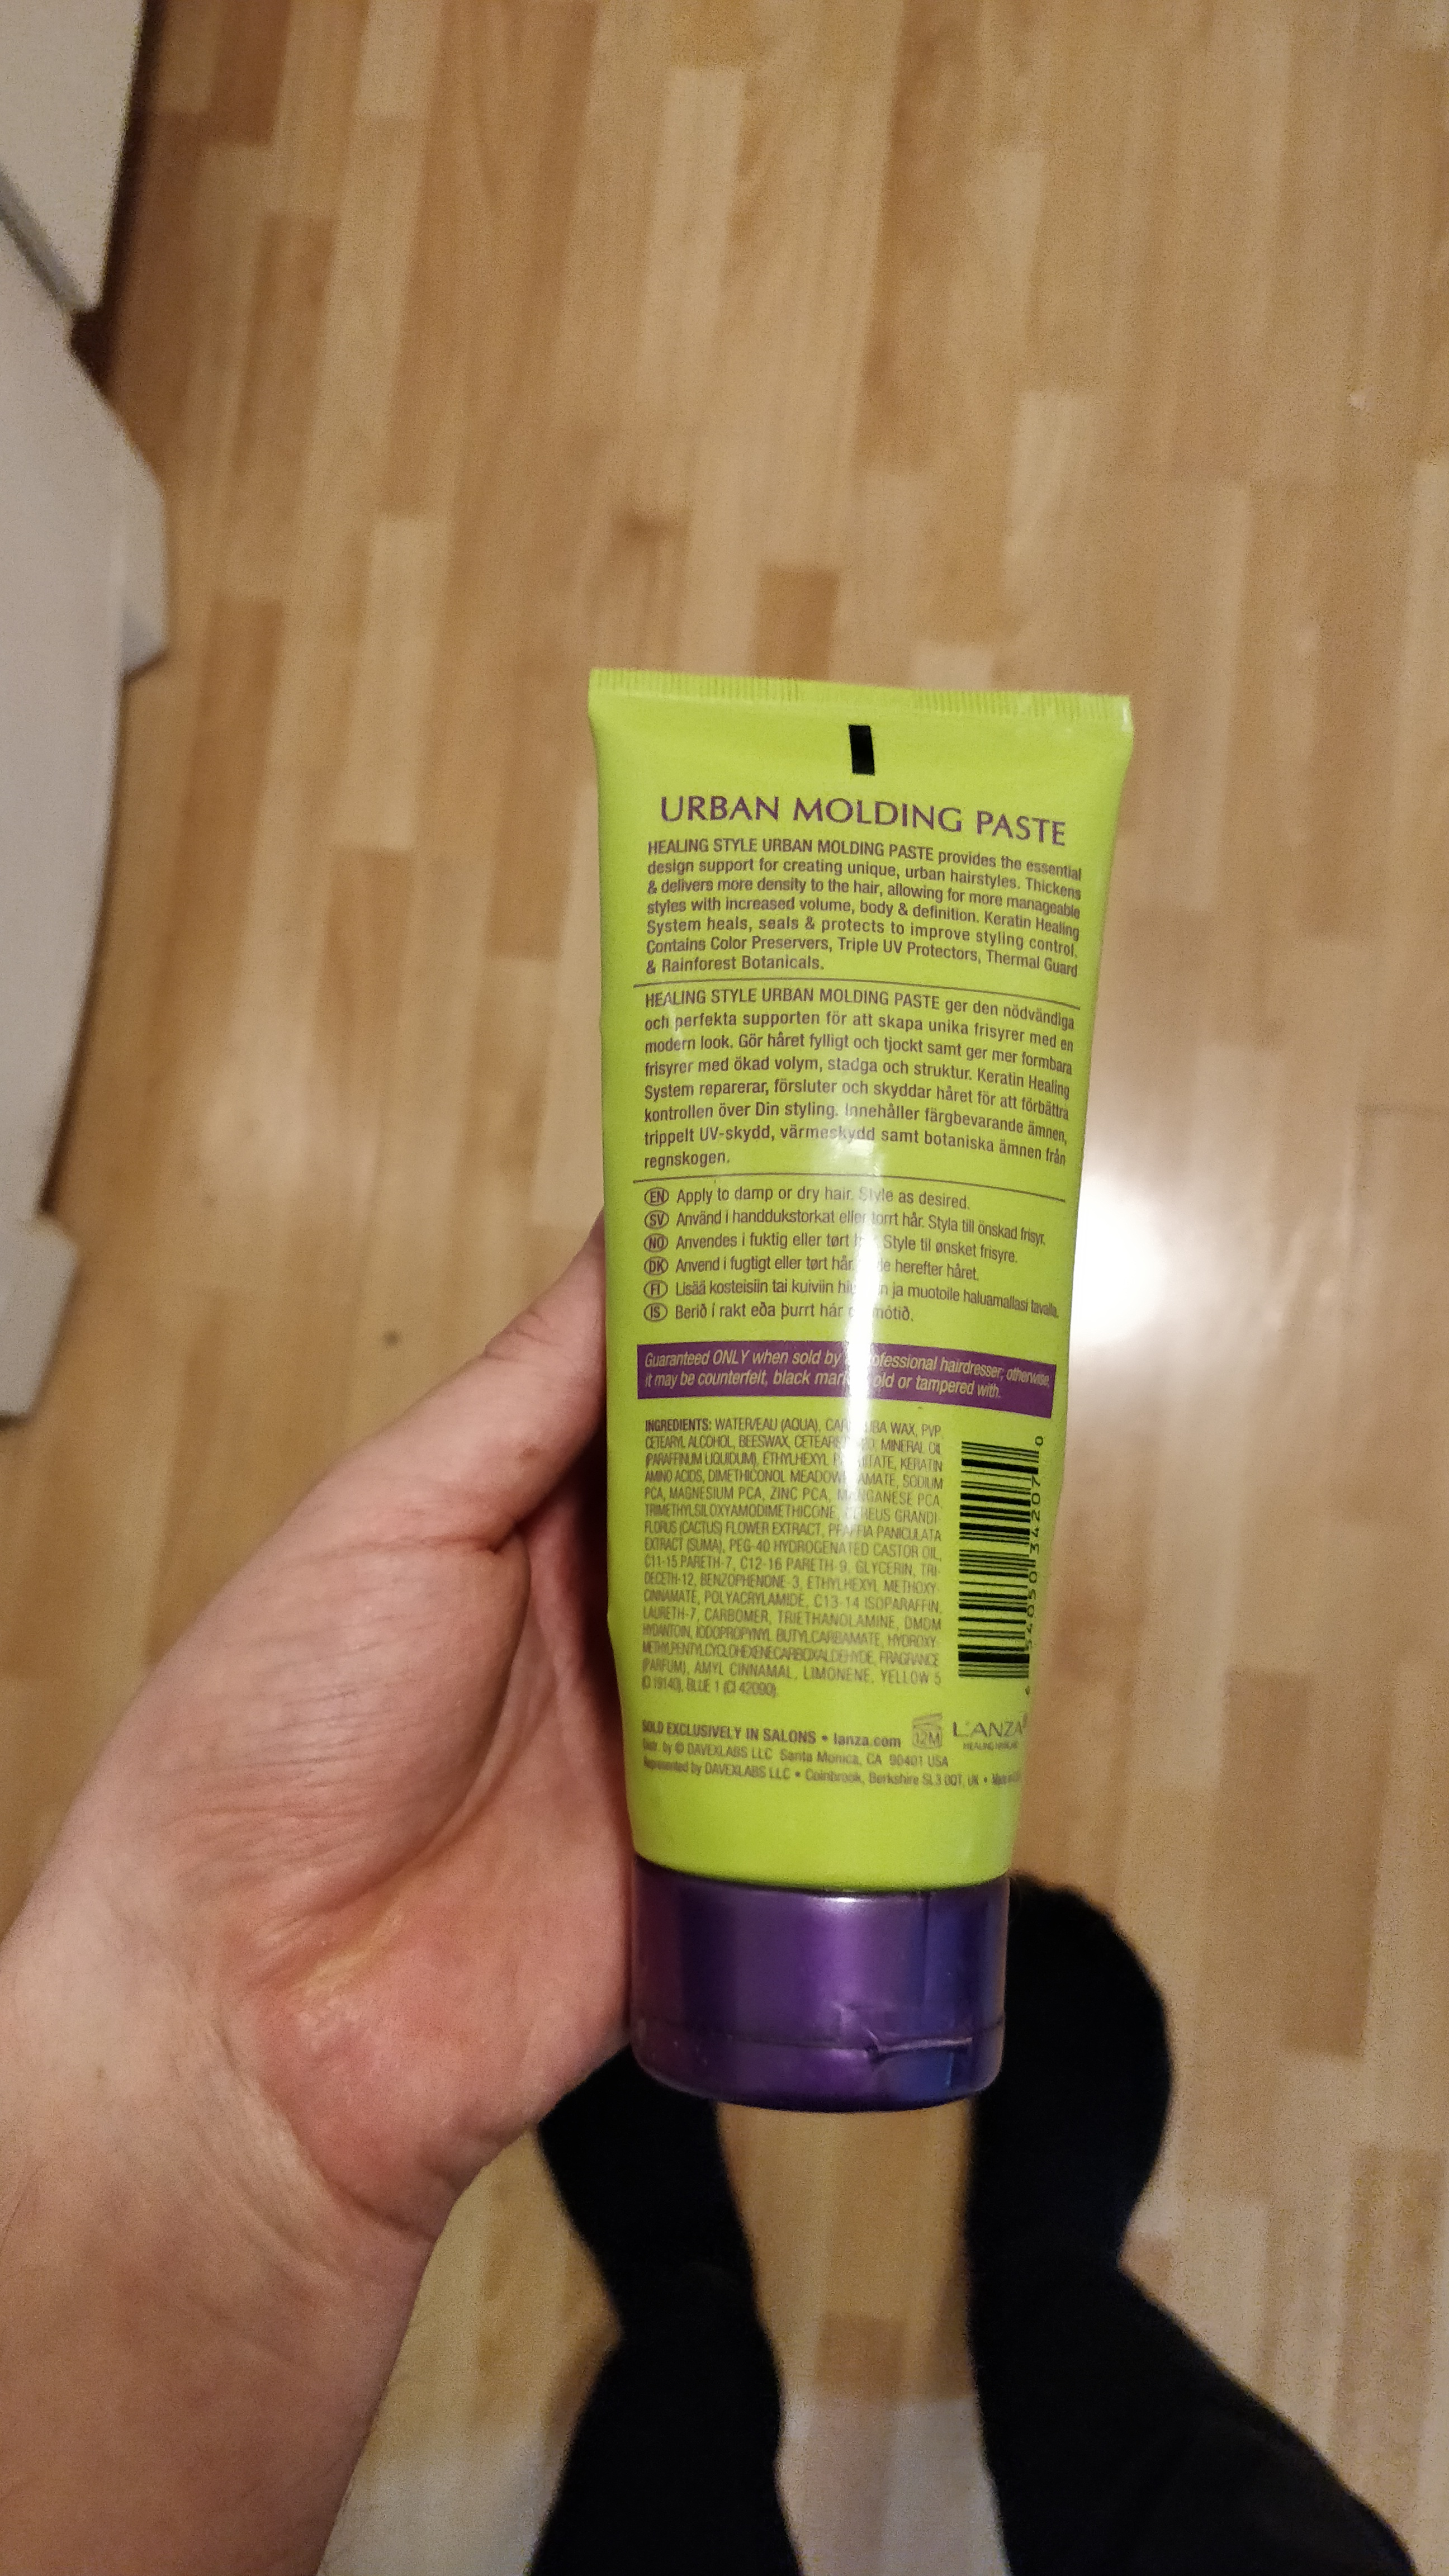 URBAN MOLDING PASTE
HEALING STYLE URBAN MOLDING PASTE provides the essential
design support for creating unique, urban hairstyles. Thickens
& delivers more density to the hair, allowing for more manageable
styles with increased volume, body & definition. Keratin Healing
System heals, seals & protects to improve styling control.
Contains Color Preservers, Triple UV Protectors, Thermal Guard
& Rainforest Botanicals.
HEALING STYLE URBAN MOLDING PASTE ger den nödvändiga
och perfekta supporten för att skapa unika frisyrer med en
modern look. Gör håret fylligt och tjockt samt ger mer formbara
frisyrer med ökad volym, stadga och struktur. Keratin Healing
System reparerar, försluter och skyddar håret för att förbättra
kontrollen över Din styling. Innehåller färgbevarande ämnen,
trippelt UV-skydd, värmeskydd samt botaniska ämnen från
regnskogen.
EN Apply to damp or dry hair. Style as desired.
SV Använd i handdukstorkat eller torrt hår. Styla till önskad frisyr.
NO Anvendes i fuktig eller tørt Style til ønsket frisyre.
DK Anvend i fugtigt eller tørt hår. herefter håret.
FI Lisää kosteisiin tai kuiviin ja muotoile haluamallasi tavalla.
IS Berið í rakt eða þurrt hár mótið.
Guaranteed ONLY when sold by professional hairdresser; otherwise,
it may be counterfeit, black old or tampered with.
INGREDIENTS: WATER/EAU (AQUA), WAX, PVP,
CETEARYL ALCOHOL, BEESWAX, MINERAL OIL
(PARAFFINUM LIQUIDUM), ETHYLHEXYL KERATIN
AMINO ACIDS, DIMETHICONOL SODIUM
PCA, MAGNESIUM PCA, ZINC PCA, MANGANESE PCA,
TRIMETHYLSILOXYAMODIMETHICONE, CEREUS GRANDI-
FLORUS (CACTUS) FLOWER EXTRACT, PFAFFIA PANICULATA
EXTRACT (SUMA), PEG-40 HYDROGENATED CASTOR OIL,
C11-15 PARETH-7, C12-16 PARETH-9, GLYCERIN, TRI-
DECETH-12, BENZOPHENONE-3, ETHYLHEXYL METHOXY-
CINNAMATE, POLYACRYLAMIDE, C13-14 ISOPARAFFIN,
LAURETH-7, CARBOMER, TRIETHANOLAMINE, DMDM
HYDANTOIN, IODOPROPYNYL BUTYLCARBAMATE, HYDROXY-
METHYLPENTYLCYCLOHEXENECARBOXALDEHYDE, FRAGRANCE
(PARFUM), AMYL CINNAMAL, LIMONENE, YELLOW 5
(CI 19140), BLUE 1 (CI 42090).
6 54050 34207 0
SOLD EXCLUSIVELY IN SALONS • lanza.com
12M
L'ANZA
HEALING HAIRCARE
Distr. by © DAVEXLABS LLC Santa Monica, CA 90401 USA
Represented by DAVEXLABS LLC • Colnbrook, Berkshire SL3 0QT, UK •